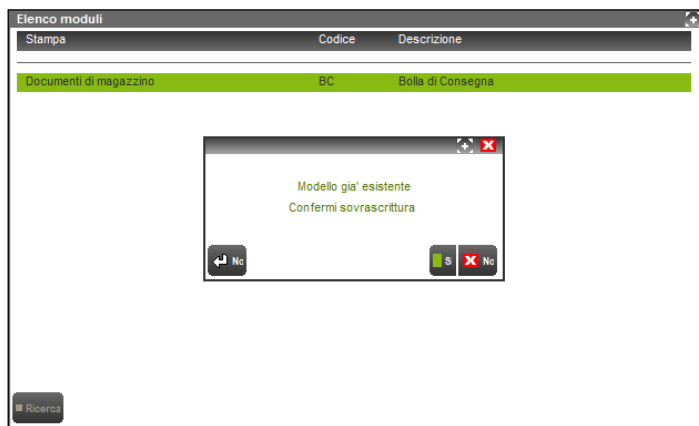 Elenco moduli
Stampa Codice Descrizione
Documenti di magazzino BC Bolla di Consegna
Modello gia' esistente
Confermi sovrascrittura
No Si No
Ricerca